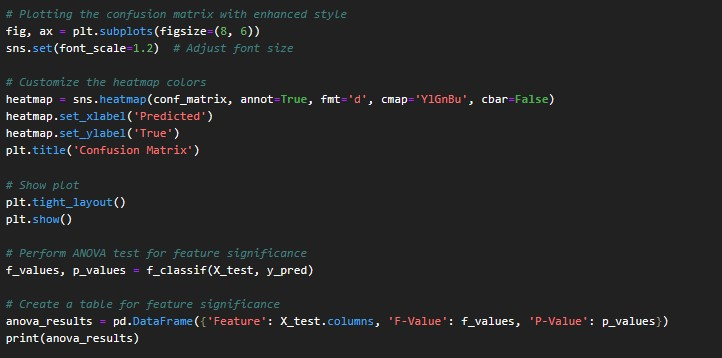 # Plotting the confusion matrix with enhanced style
fig, ax = plt.subplots(figsize=(8, 6))
sns.set(font_scale=1.2)  # Adjust font size

# Customize the heatmap colors
heatmap = sns.heatmap(conf_matrix, annot=True, fmt='d', cmap='YlGnBu', cbar=False)
heatmap.set_xlabel('Predicted')
heatmap.set_ylabel('True')
plt.title('Confusion Matrix')

# Show plot
plt.tight_layout()
plt.show()

# Perform ANOVA test for feature significance
f_values, p_values = f_classif(X_test, y_pred)

# Create a table for feature significance
anova_results = pd.DataFrame({'Feature': X_test.columns, 'F-Value': f_values, 'P-Value': p_values})
print(anova_results)